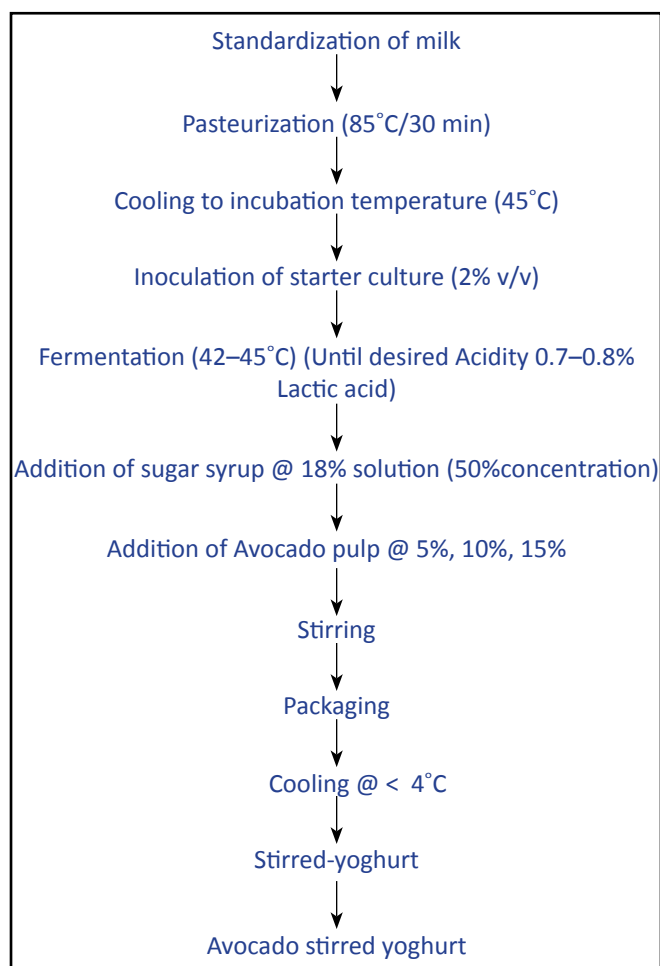 Standardization of milk
Pasteurization (85°C/30 min)
Cooling to incubation temperature (45°C)
Inoculation of starter culture (2% v/v)
Fermentation (42–45°C) (Until desired Acidity 0.7–0.8%
Lactic acid)
Addition of sugar syrup @ 18% solution (50%concentration)
Addition of Avocado pulp @ 5%, 10%, 15%
Stirring
Packaging
Cooling @ < 4°C
Stirred-yoghurt
Avocado stirred yoghurt